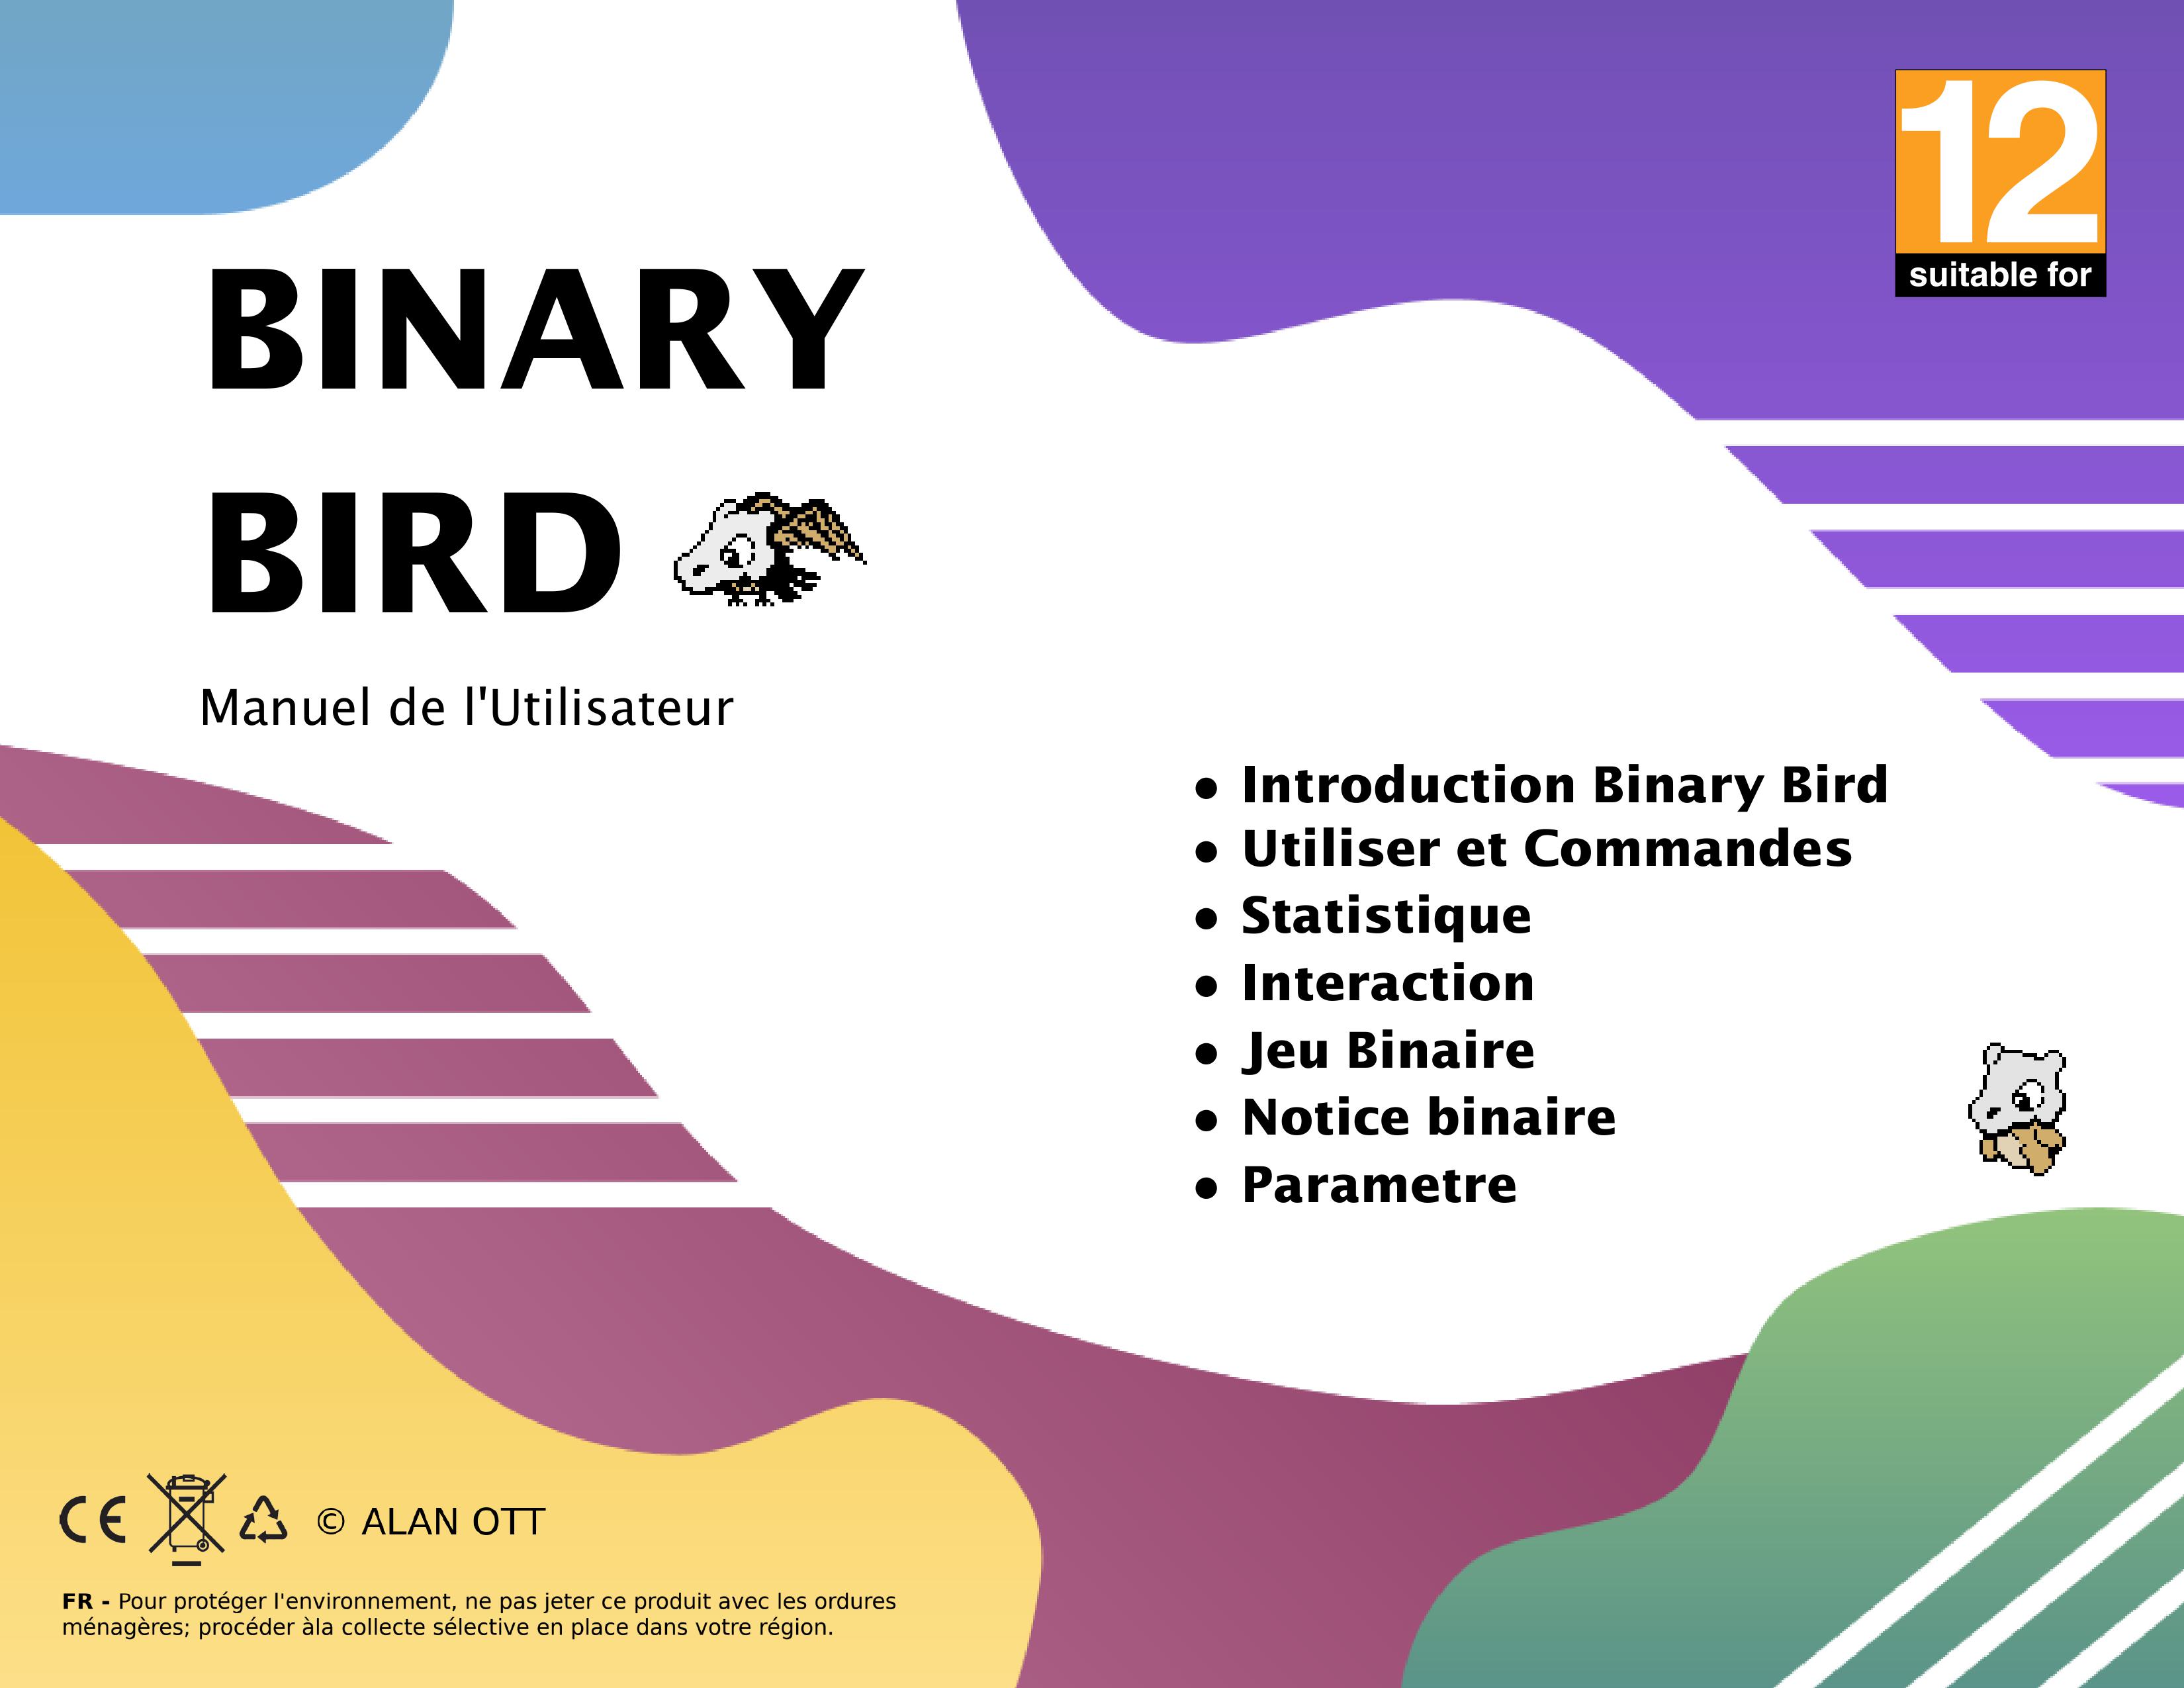 12
suitable for
BINARY
BIRD
Manuel de l'Utilisateur
• Introduction Binary Bird
• Utiliser et Commandes
• Statistique
• Interaction
• Jeu Binaire
• Notice binaire
• Parametre
CE © ALAN OTT
FR - Pour protéger l'environnement, ne pas jeter ce produit avec les ordures
ménagères; procéder àla collecte sélective en place dans votre région.